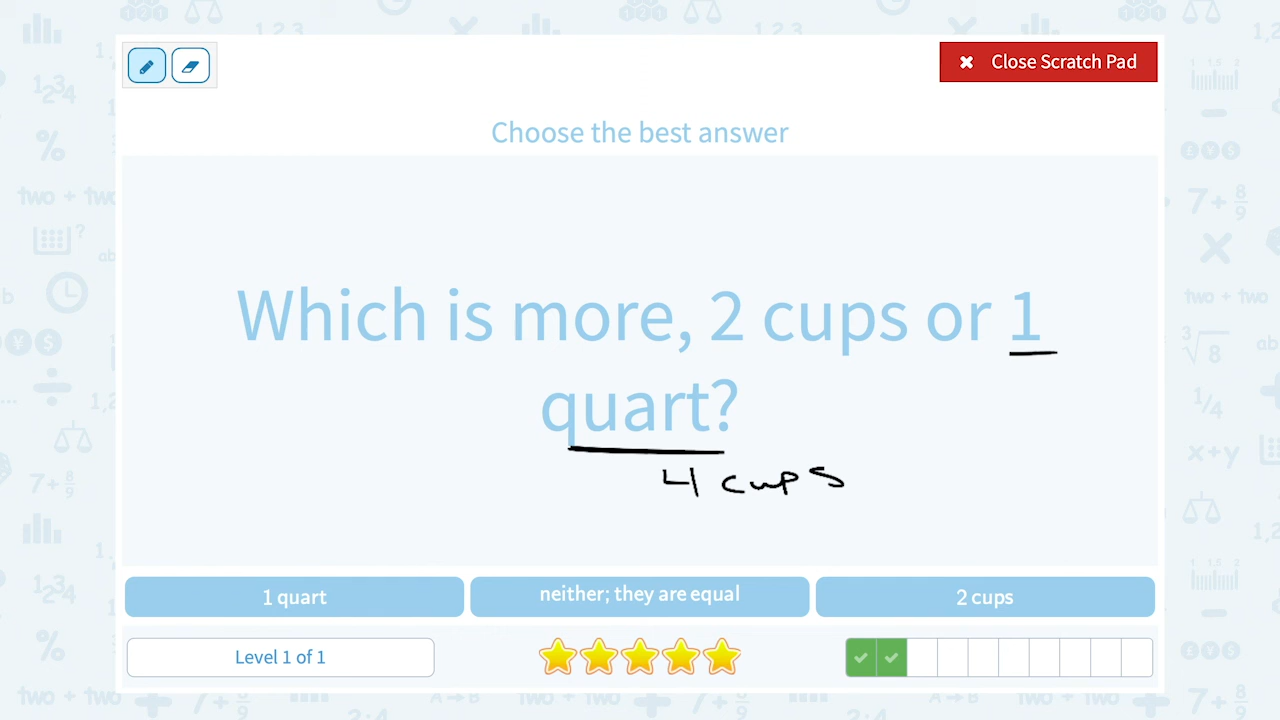 Close Scratch Pad
Choose the best answer
Which is more, 2 cups or 1
quart?
4 cups
1 quart
neither; they are equal
2 cups
Level 1 of 1